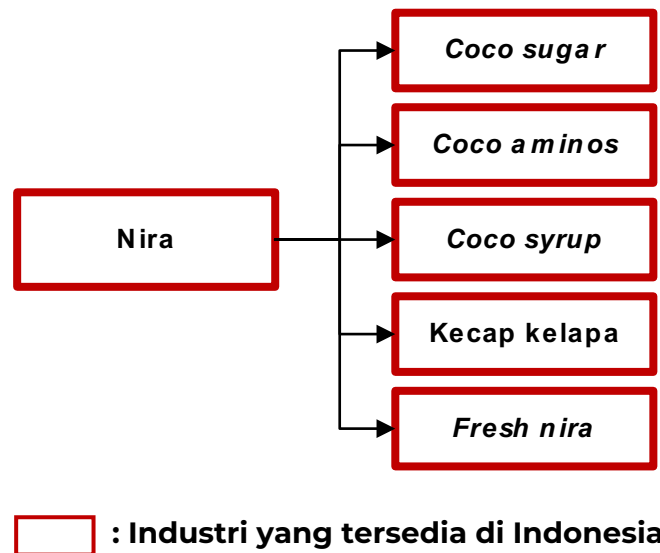 Coco sugar
Coco aminos
Nira
Coco syrup
Kecap kelapa
Fresh nira
: Industri yang tersedia di Indonesia